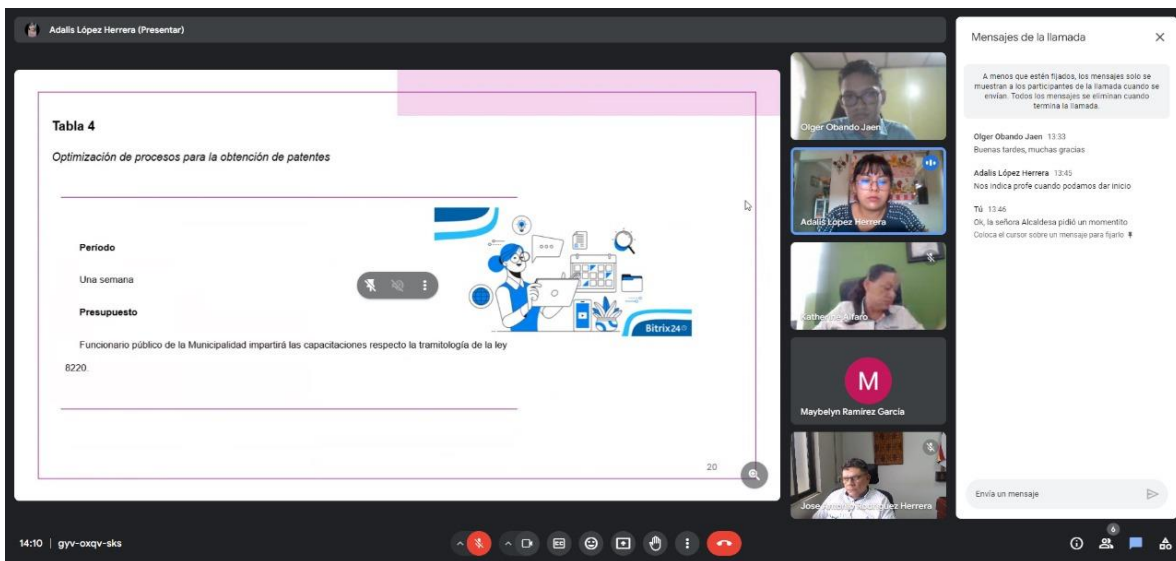 Adalis López Herrera (Presentar)
Tabla 4
Optimización de procesos para la obtención de patentes
Período
Una semana
Presupuesto
Funcionario público de la Municipalidad impartirá las capacitaciones respecto la tramitología de la ley
8220.
Bitrix24
20
Olger Obando Jaen
Adalis López Herrera
Katherine Alfaro
M
Maybelyn Ramírez García
Jose Antonio Rodríguez Herrera
Mensajes de la llamada
A menos que estén fijados, los mensajes solo se
muestran a los participantes de la llamada cuando se
envían. Todos los mensajes se eliminan cuando
termina la llamada.
Olger Obando Jaen 13:33
Buenas tardes, muchas gracias
Adalis López Herrera 13:45
Nos indica profe cuando podamos dar inicio
Tú 13:46
Ok, la señora Alcaldesa pidió un momentito
Coloca el cursor sobre un mensaje para fijarlo
Envía un mensaje
14:10 | gyv-oxqv-sks
6